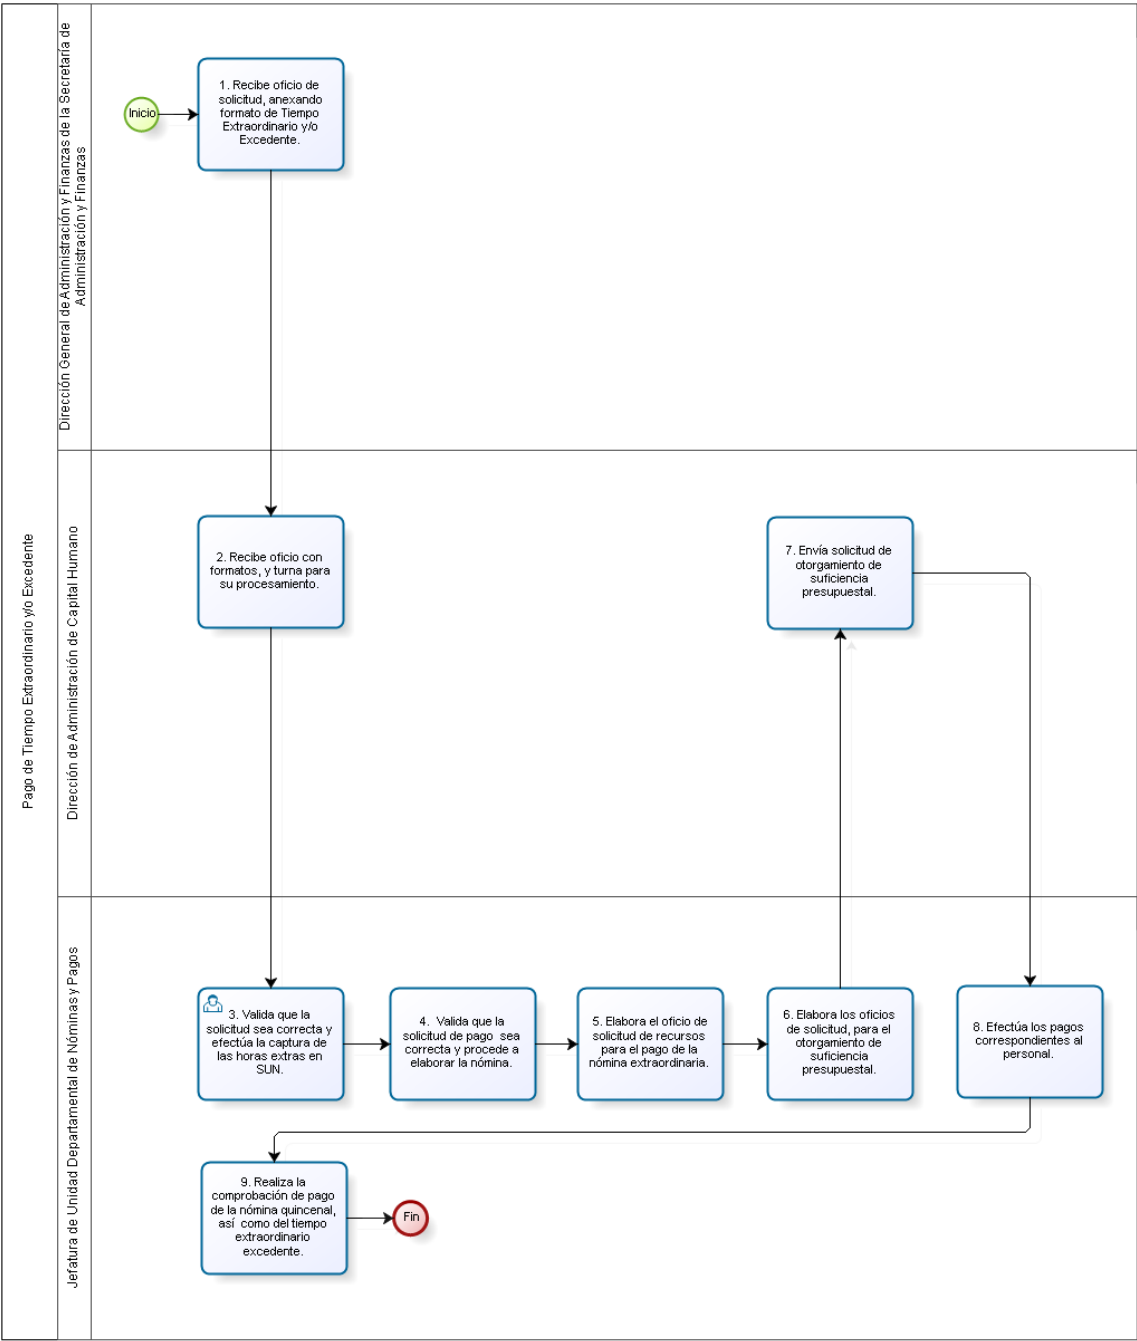 Pago de Tiempo Extraordinario y/o Excedente
Dirección General de Administración y Finanzas de la Secretaría de
Administración y Finanzas
Inicio
1. Recibe oficio de
solicitud, anexando
formato de Tiempo
Extraordinario y/o
Excedente.
Dirección de Administración de Capital Humano
2. Recibe oficio con
formatos, y turna para
su procesamiento.
7. Envía solicitud de
otorgamiento de
suficiencia
presupuestal.
Jefatura de Unidad Departamental de Nóminas y Pagos
3. Valida que la
solicitud sea correcta y
efectúa la captura de
las horas extras en
SUN.
4. Valida que la
solicitud de pago sea
correcta y procede a
elaborar la nómina.
5. Elabora el oficio de
solicitud de recursos
para el pago de la
nómina extraordinaria.
6. Elabora los oficios
de solicitud, para el
otorgamiento de
suficiencia
presupuestal.
8. Efectúa los pagos
correspondientes al
personal.
9. Realiza la
comprobación de pago
de la nómina quincenal,
así como del tiempo
extraordinario
excedente.
Fin